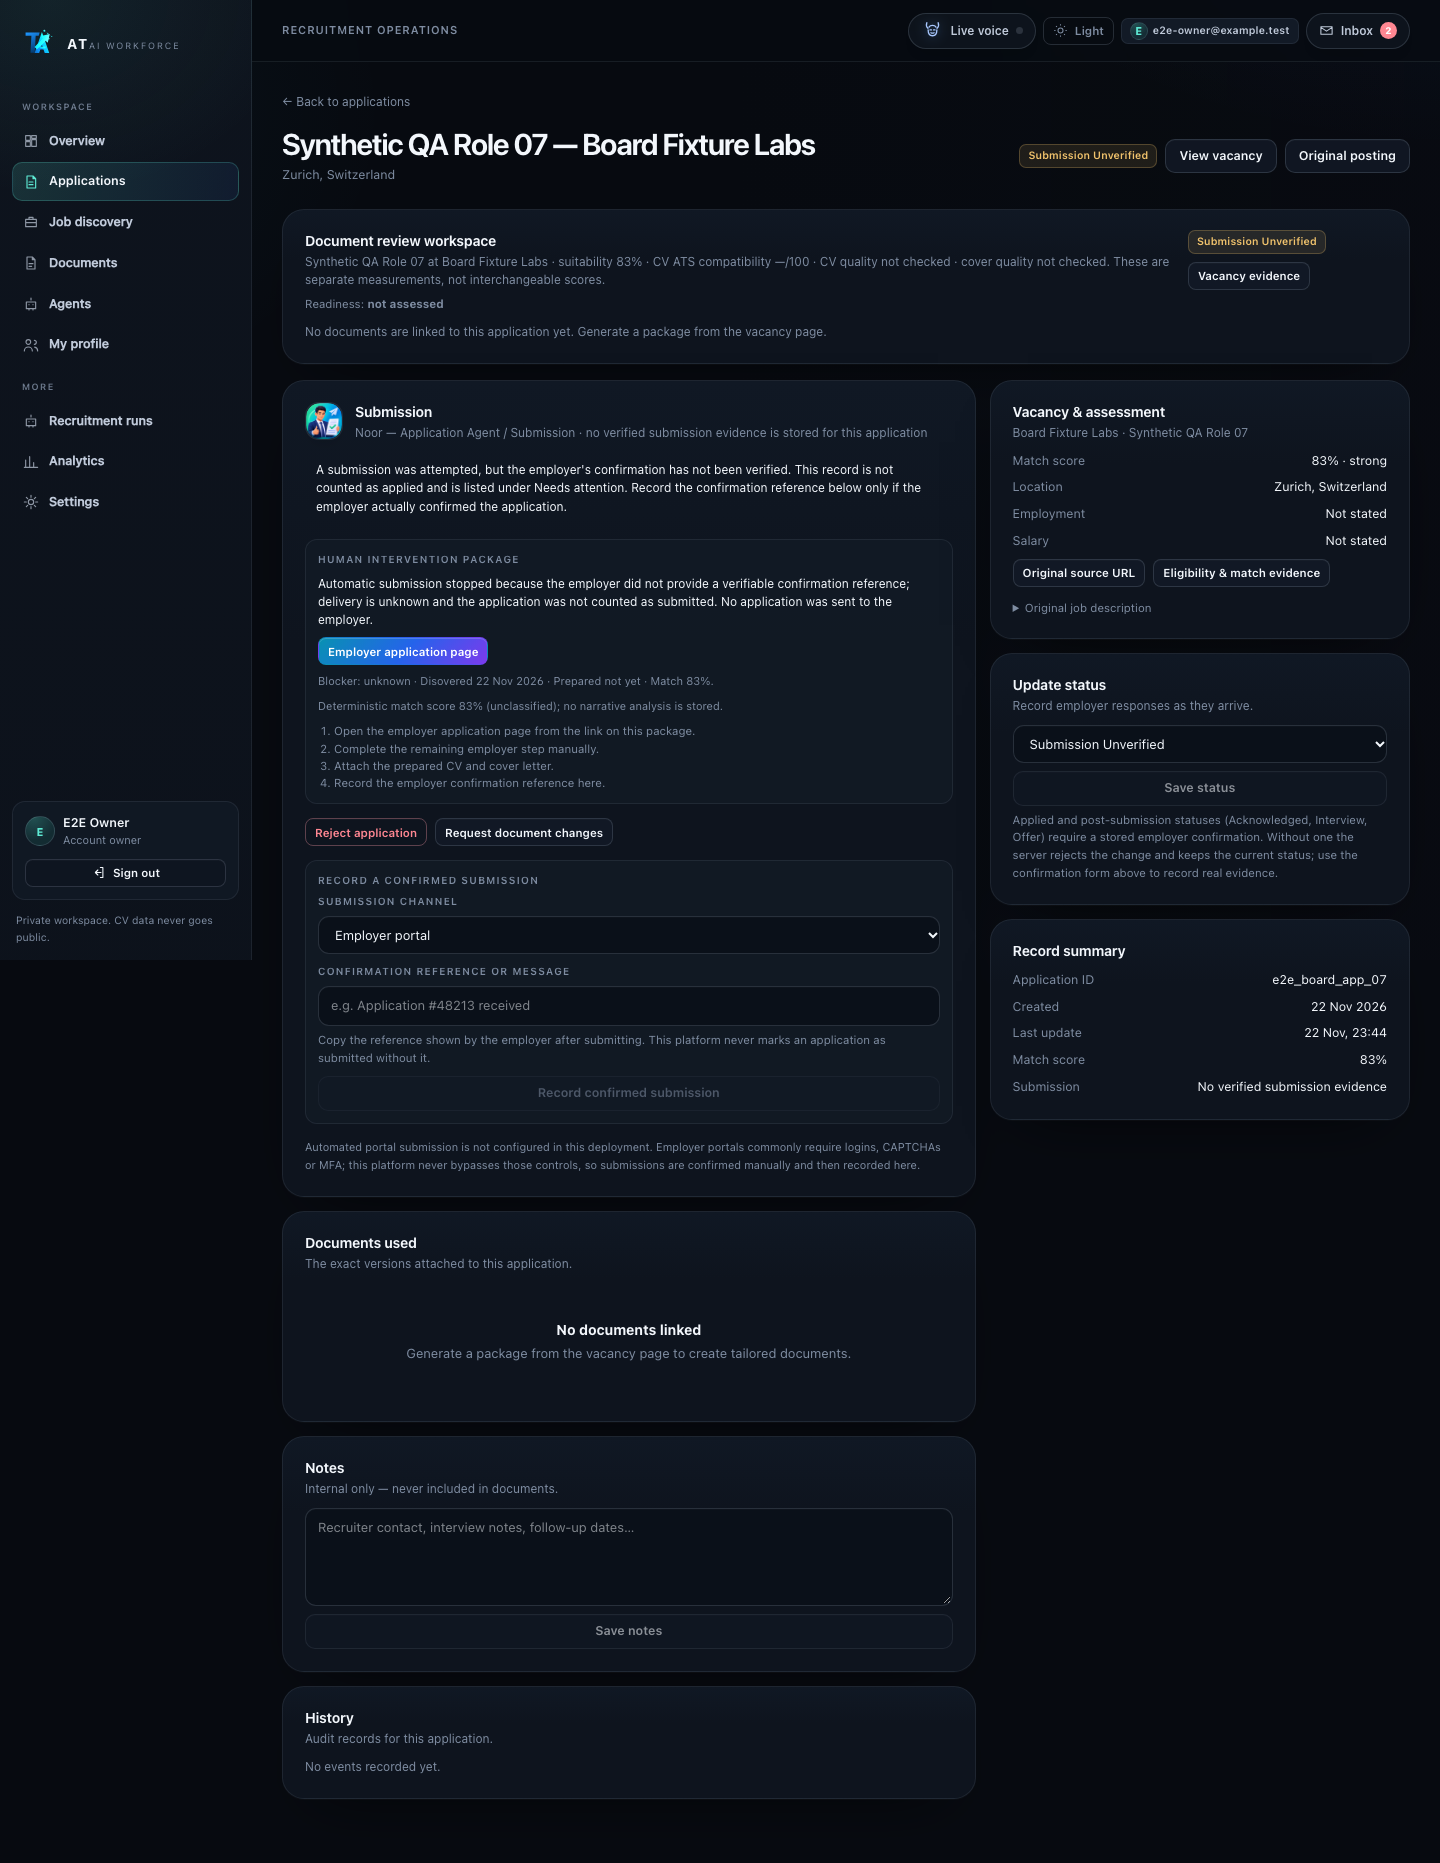 AT AI WORKFORCE
WORKSPACE
Overview
Applications
Job discovery
Documents
Agents
My profile
MORE
Recruitment runs
Analytics
Settings
E
E2E Owner
Account owner
Sign out
Private workspace. CV data never goes
public.
RECRUITMENT OPERATIONS
Live voice
Light
E
e2e-owner@example.test
Inbox
2
← Back to applications
Synthetic QA Role 07 — Board Fixture Labs
Zurich, Switzerland
Submission Unverified
View vacancy
Original posting
Document review workspace
Synthetic QA Role 07 at Board Fixture Labs · suitability 83% · CV ATS compatibility —/100 · CV quality not checked · cover quality not checked. These are
separate measurements, not interchangeable scores.
Readiness: not assessed
No documents are linked to this application yet. Generate a package from the vacancy page.
Submission Unverified
Vacancy evidence
Submission
Noor — Application Agent / Submission · no verified submission evidence is stored for this application
A submission was attempted, but the employer's confirmation has not been verified. This record is not
counted as applied and is listed under Needs attention. Record the confirmation reference below only if the
employer actually confirmed the application.
HUMAN INTERVENTION PACKAGE
Automatic submission stopped because the employer did not provide a verifiable confirmation reference;
delivery is unknown and the application was not counted as submitted. No application was sent to the
employer.
Employer application page
Blocker: unknown · Disovered 22 Nov 2026 · Prepared not yet · Match 83%.
Deterministic match score 83% (unclassified); no narrative analysis is stored.
1. Open the employer application page from the link on this package.
2. Complete the remaining employer step manually.
3. Attach the prepared CV and cover letter.
4. Record the employer confirmation reference here.
Reject application
Request document changes
RECORD A CONFIRMED SUBMISSION
SUBMISSION CHANNEL
Employer portal
CONFIRMATION REFERENCE OR MESSAGE
e.g. Application #48213 received
Copy the reference shown by the employer after submitting. This platform never marks an application as
submitted without it.
Record confirmed submission
Automated portal submission is not configured in this deployment. Employer portals commonly require logins, CAPTCHAs
or MFA; this platform never bypasses those controls, so submissions are confirmed manually and then recorded here.
Documents used
The exact versions attached to this application.
No documents linked
Generate a package from the vacancy page to create tailored documents.
Notes
Internal only — never included in documents.
Recruiter contact, interview notes, follow-up dates...
Save notes
History
Audit records for this application.
No events recorded yet.
Vacancy & assessment
Board Fixture Labs · Synthetic QA Role 07
Match score 83% · strong
Location Zurich, Switzerland
Employment Not stated
Salary Not stated
Original source URL
Eligibility & match evidence
Original job description
Update status
Record employer responses as they arrive.
Submission Unverified
Save status
Applied and post-submission statuses (Acknowledged, Interview,
Offer) require a stored employer confirmation. Without one the
server rejects the change and keeps the current status; use the
confirmation form above to record real evidence.
Record summary
Application ID e2e_board_app_07
Created 22 Nov 2026
Last update 22 Nov, 23:44
Match score 83%
Submission No verified submission evidence